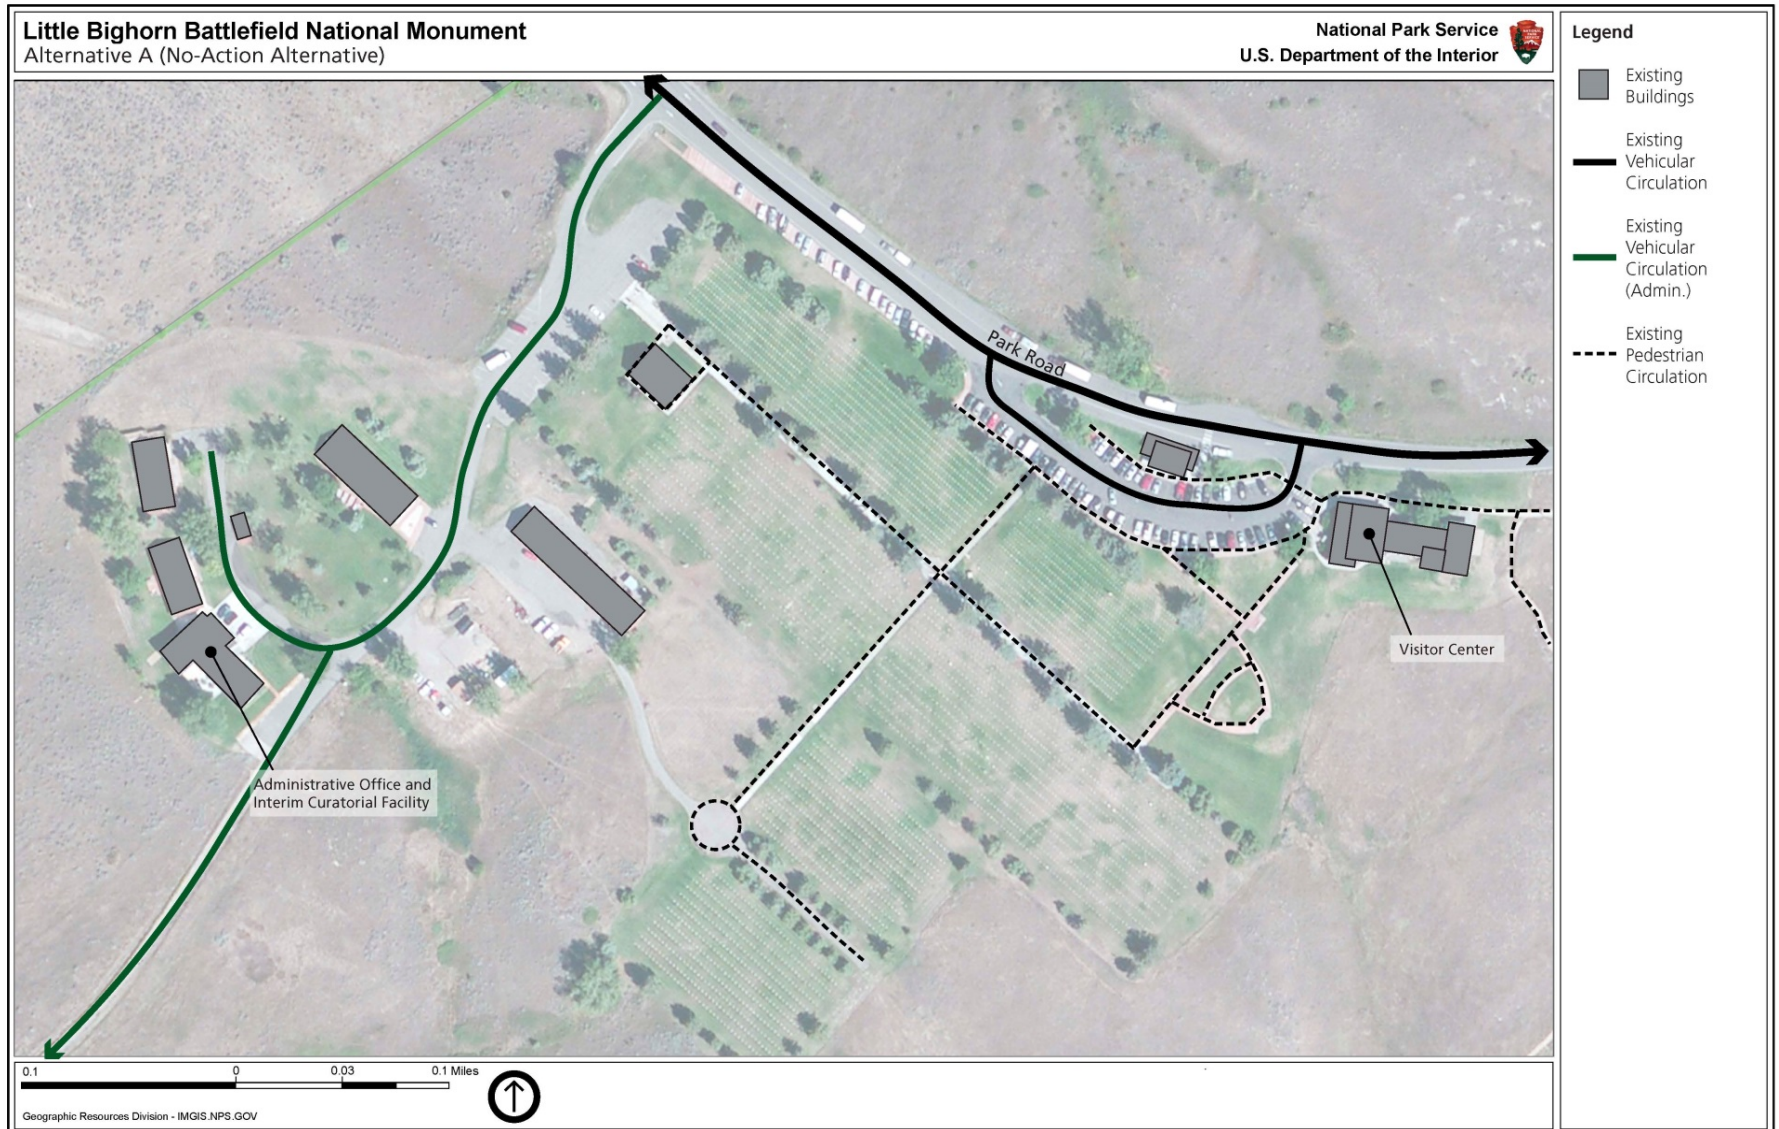 Little Bighorn Battlefield National Monument
Alternative A (No-Action Alternative)
National Park Service
U.S. Department of the Interior
Legend
Existing
Buildings
Existing
Vehicular
Circulation
Existing
Vehicular
Circulation
(Admin.)
Existing
Pedestrian
Circulation
Park Road
Visitor Center
Administrative Office and
Interim Curatorial Facility
0.1 0 0.03 0.1 Miles
Geographic Resources Division - IMGIS.NPS.GOV